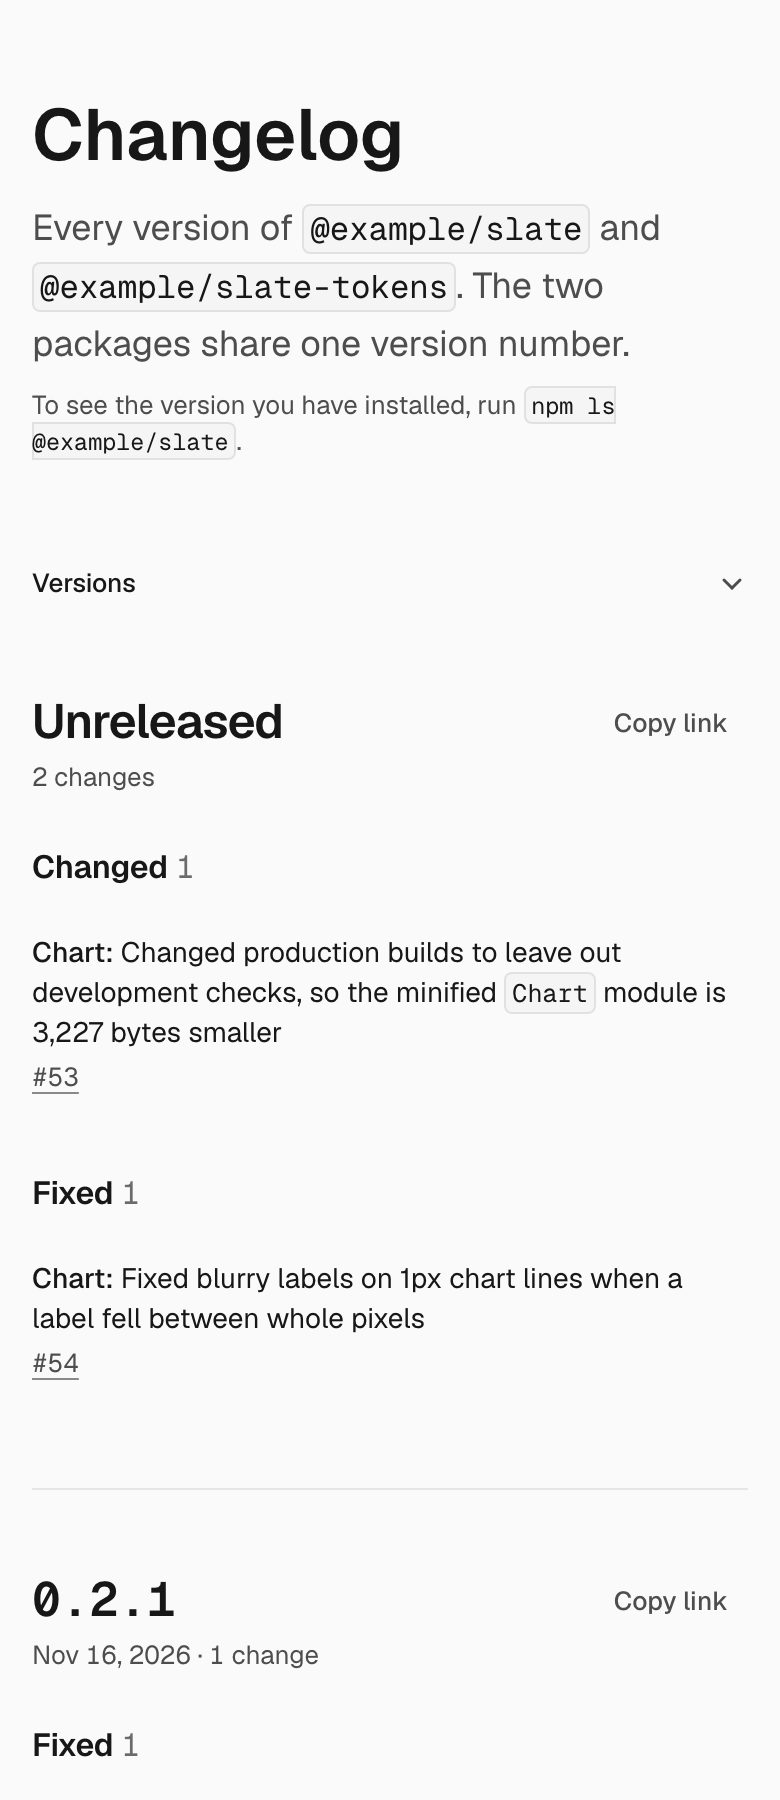 Changelog
Every version of @example/slate and
@example/slate-tokens. The two
packages share one version number.
To see the version you have installed, run npm ls
@example/slate.
Versions
Unreleased
Copy link
2 changes
Changed 1
Chart: Changed production builds to leave out
development checks, so the minified Chart module is
3,227 bytes smaller
#53
Fixed 1
Chart: Fixed blurry labels on 1px chart lines when a
label fell between whole pixels
#54
0.2.1
Copy link
Nov 16, 2026 · 1 change
Fixed 1